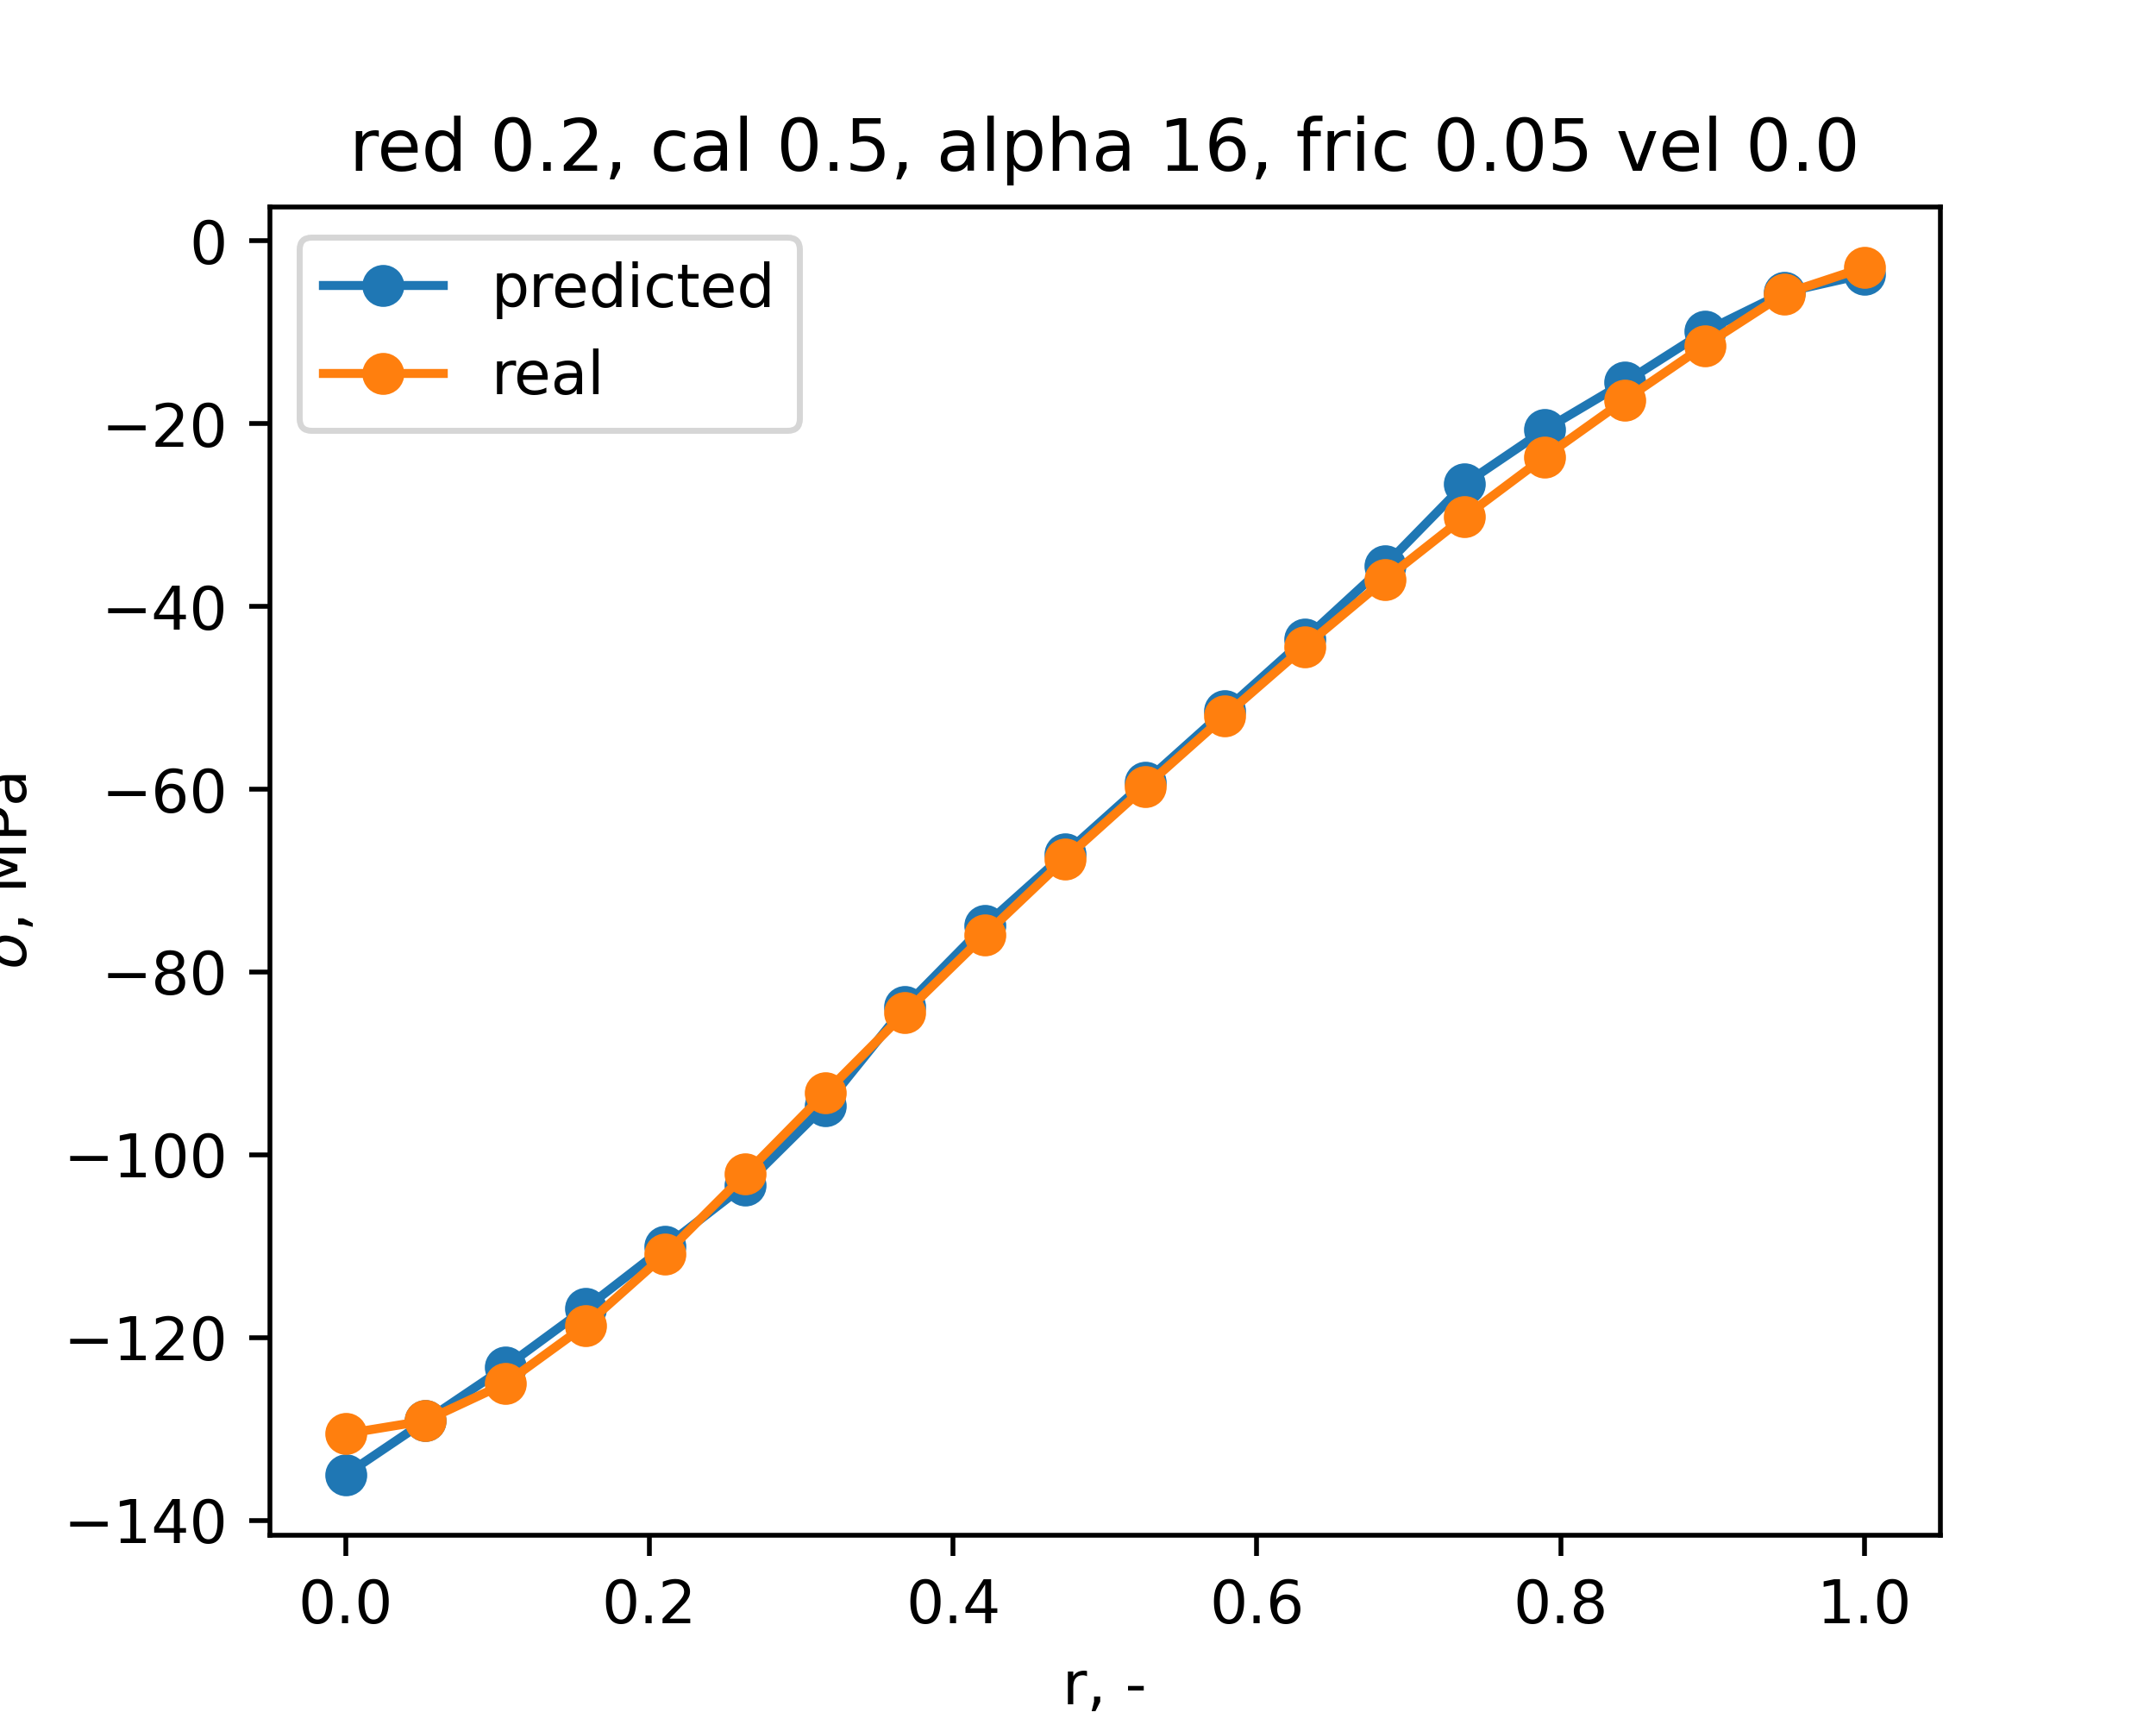 red 0.2, cal 0.5, alpha 16, fric 0.05 vel 0.0
predicted
real
0
−20
−40
−60
−80
−100
−120
−140
σ, MPa
0.0 0.2 0.4 0.6 0.8 1.0
r, -